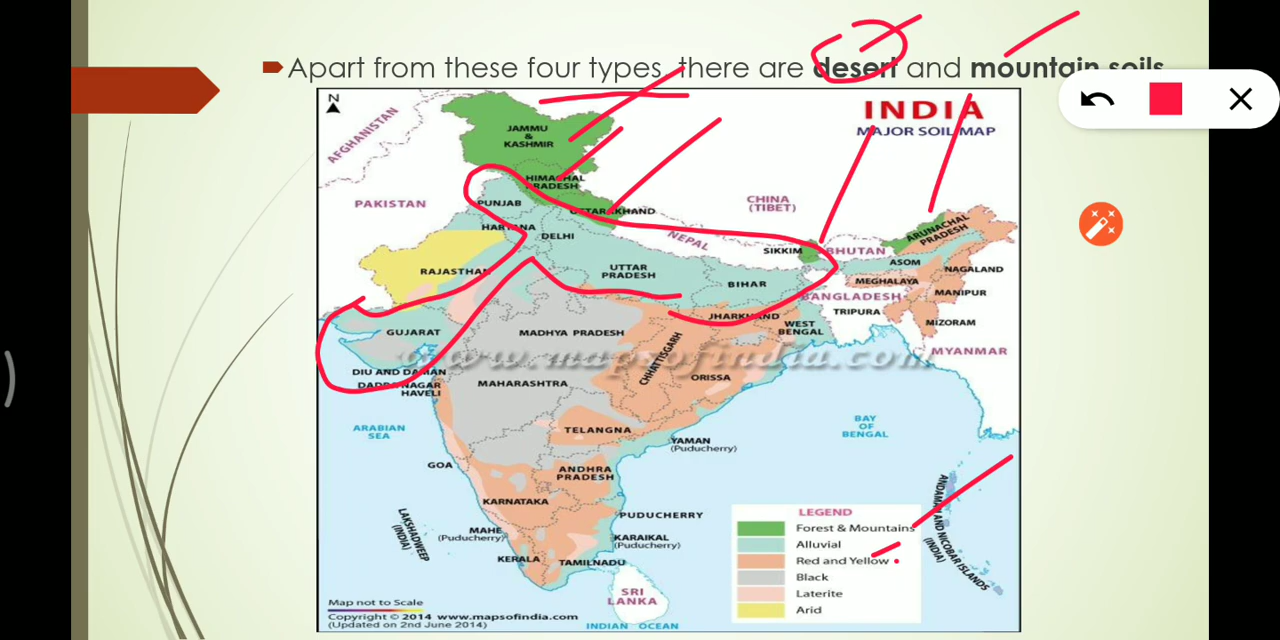 Apart from these four types, there are desert and mountain soils
N
INDIA
MAJOR SOIL MAP
AFGHANISTAN
JAMMU
&
KASHMIR
HIMACHAL
PRADESH
PAKISTAN
PUNJAB
UTTARAKHAND
CHINA
(TIBET)
HARYANA
DELHI
NEPAL
SIKKIM
BHUTAN
ARUNACHAL
PRADESH
RAJASTHAN
UTTAR
PRADESH
BIHAR
ASOM
NAGALAND
MEGHALAYA
MANIPUR
BANGLADESH
TRIPURA
MIZORAM
GUJARAT
MADHYA PRADESH
JHARKHAND
WEST
BENGAL
CHHATTISGARH
MYANMAR
www.mapsofindia.com
DIU AND DAMAN
DADRA NAGAR
HAVELI
MAHARASHTRA
ORISSA
ARABIAN
SEA
TELANGNA
YAMAN
(Puducherry)
BAY
OF
BENGAL
GOA
ANDHRA
PRADESH
KARNATAKA
PUDUCHERRY
LAKSHADWEEP
(INDIA)
MAHE
(Puducherry)
KARAIKAL
(Puducherry)
KERALA
TAMILNADU
SRI
LANKA
ANDAMAN AND NICOBAR ISLANDS
(INDIA)
LEGEND
Forest & Mountains
Alluvial
Red and Yellow
Black
Laterite
Arid
Map not to Scale
Copyright © 2014 www.mapsofindia.com
(Updated on 2nd June 2014)
INDIAN OCEAN